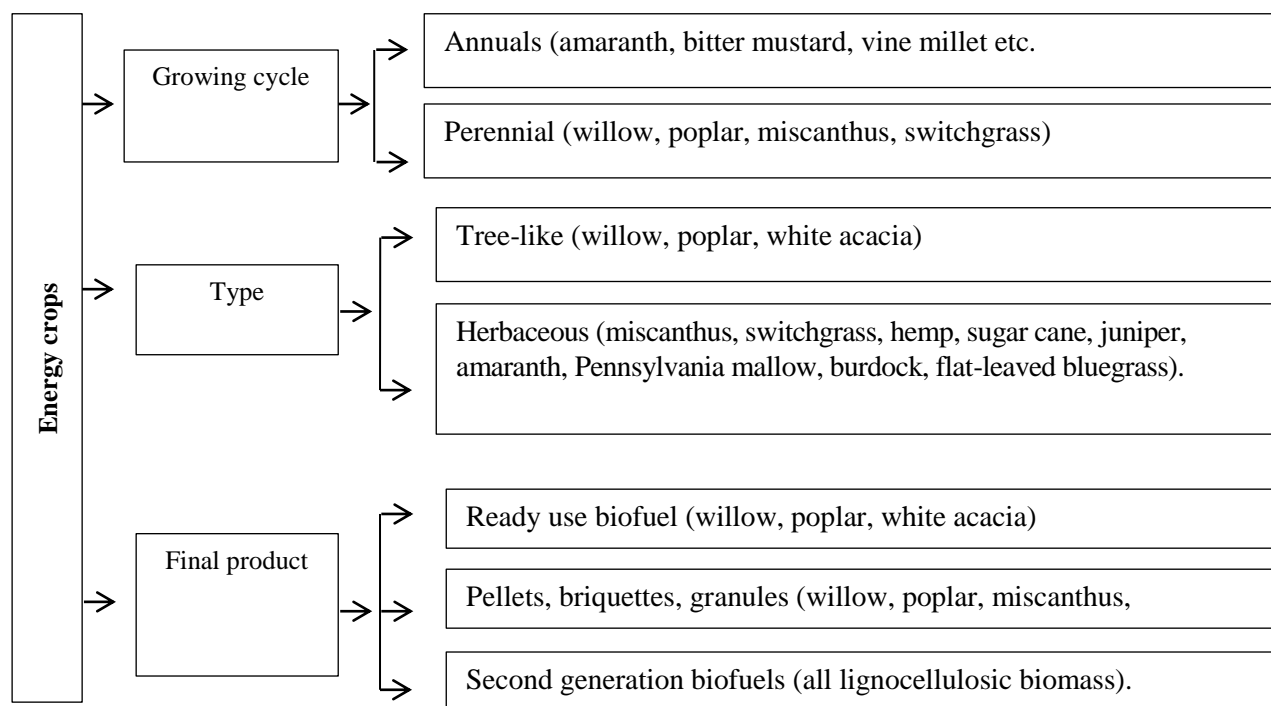 Energy crops
Growing cycle
Annuals (amaranth, bitter mustard, vine millet etc.
Perennial (willow, poplar, miscanthus, switchgrass)
Type
Tree-like (willow, poplar, white acacia)
Herbaceous (miscanthus, switchgrass, hemp, sugar cane, juniper,
amaranth, Pennsylvania mallow, burdock, flat-leaved bluegrass).
Final product
Ready use biofuel (willow, poplar, white acacia)
Pellets, briquettes, granules (willow, poplar, miscanthus,
Second generation biofuels (all lignocellulosic biomass).